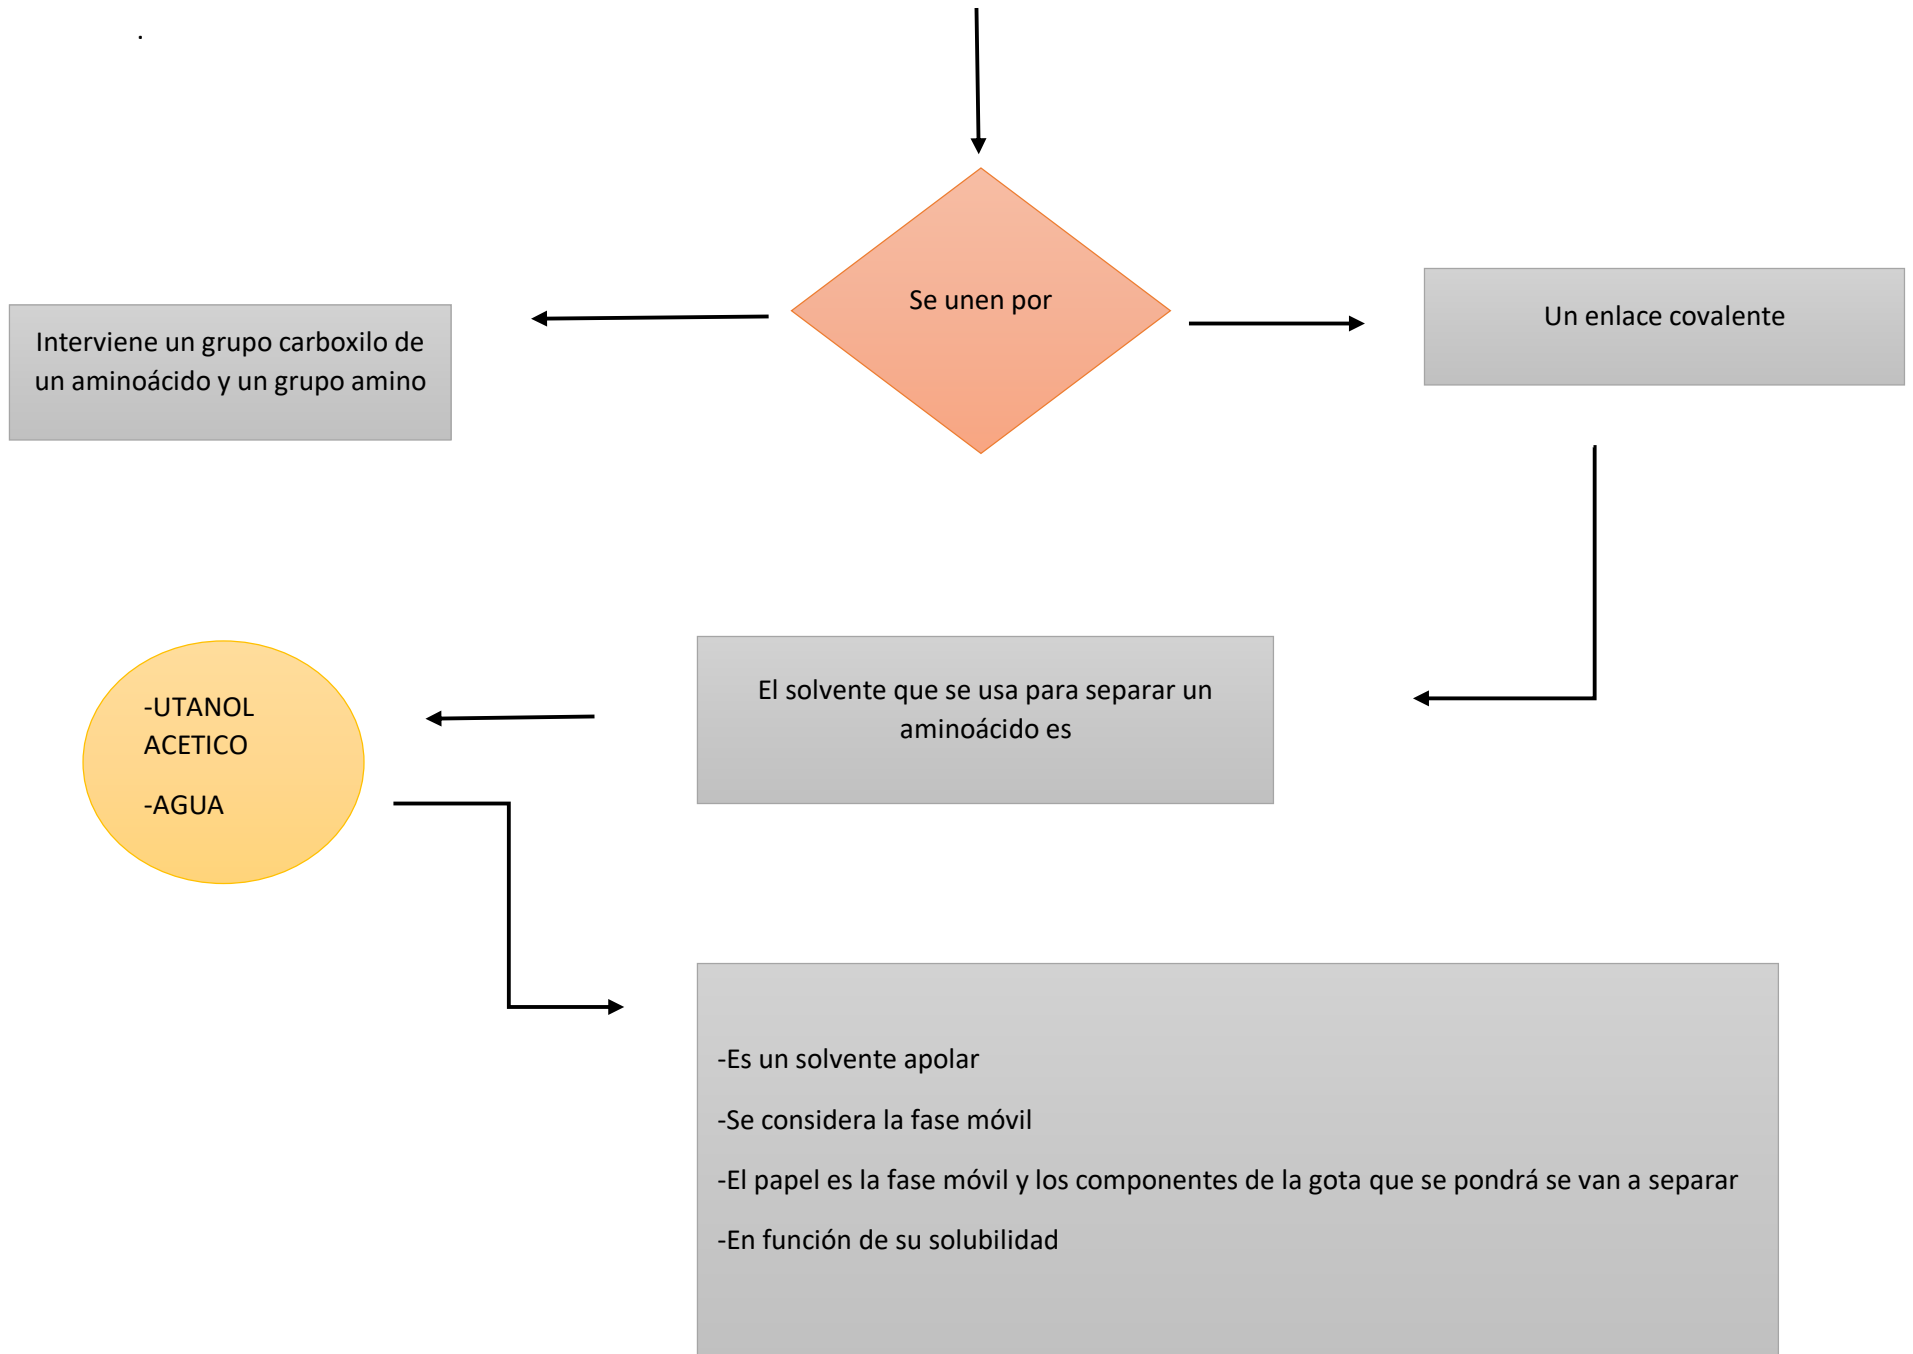 .
Se unen por
Interviene un grupo carboxilo de
un aminoácido y un grupo amino
Un enlace covalente
El solvente que se usa para separar un
aminoácido es
-UTANOL
ACETICO
-AGUA
-Es un solvente apolar
-Se considera la fase móvil
-El papel es la fase móvil y los componentes de la gota que se pondrá se van a separar
-En función de su solubilidad